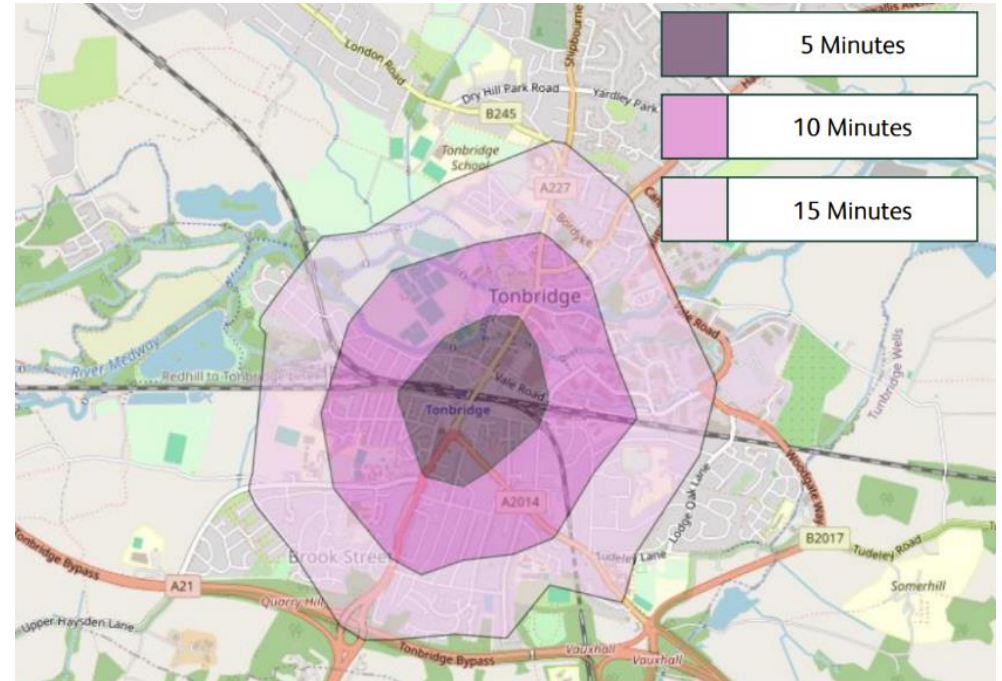 5 Minutes
10 Minutes
15 Minutes
London Road
Shipbourne
Dry Hill Park Road
Yardley Park
B245
Tonbridge
School
A227
Bordyke
Tonbridge
River Medway
Redhill to Tonbridge
Vale Road
Tonbridge
Tunbridge Wells
Woodgate Way
A2014
Lodge Oak Lane
B2017
Tudeley Road
Tudeley Lane
Brook Street
Somerhill
Tonbridge Bypass
A21
Quarry Hill
Upper Haysden Lane
Tonbridge Bypass
Vauxhall
Vauxhall